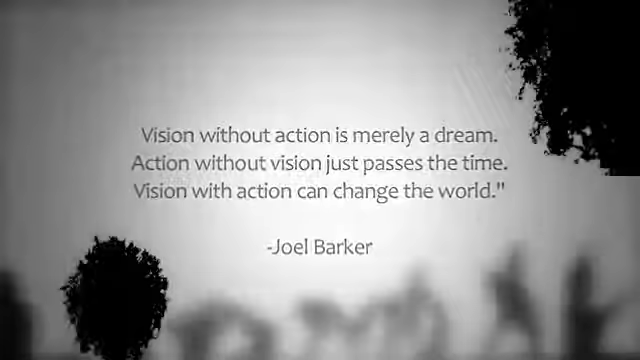 Vision without action is merely a dream.
Action without vision just passes the time.
Vision with action can change the world."
-Joel Barker